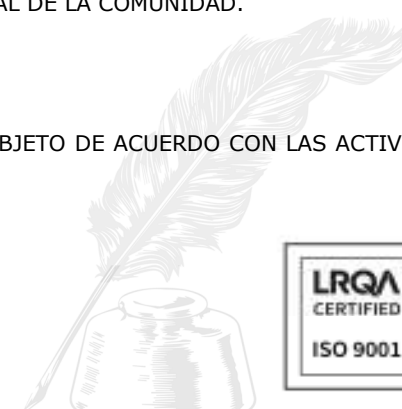 AL DE LA COMUNIDAD.
BJETO DE ACUERDO CON LAS ACTIV
LRQA
CERTIFIED
ISO 9001